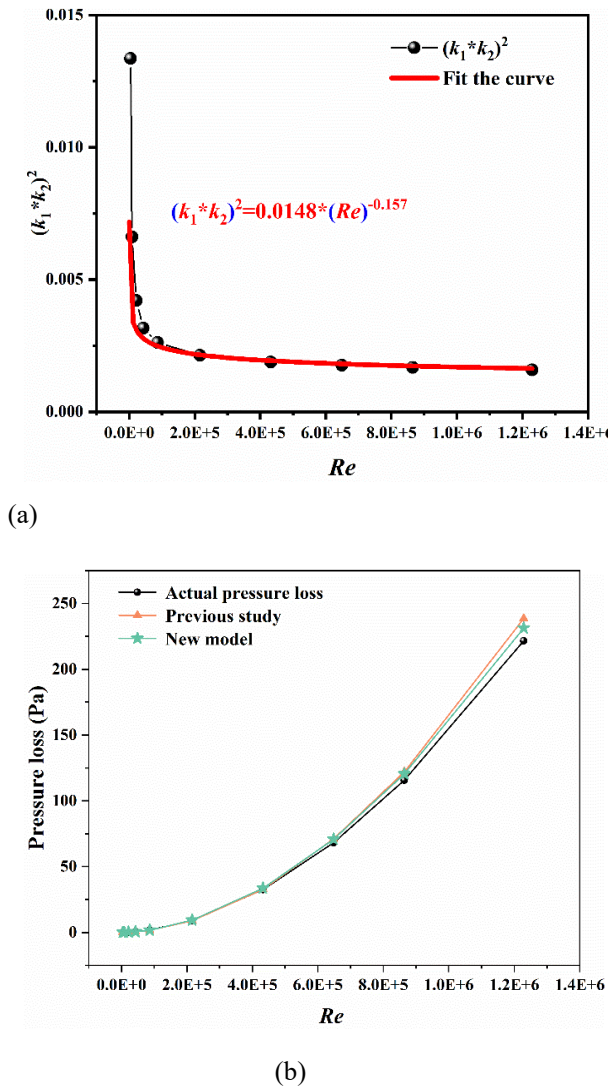 0.015
(k₁*k₂)²
Fit the curve
0.010
(k₁*k₂)²
(k₁*k₂)²=0.0148*(Re)⁻⁰·¹⁵⁷
0.005
0.000
0.0E+0 2.0E+5 4.0E+5 6.0E+5 8.0E+5 1.0E+6 1.2E+6 1.4E+6
Re
(a)
Actual pressure loss
Previous study
New model
250
200
150
100
50
0
Pressure loss (Pa)
0.0E+0 2.0E+5 4.0E+5 6.0E+5 8.0E+5 1.0E+6 1.2E+6 1.4E+6
Re
(b)